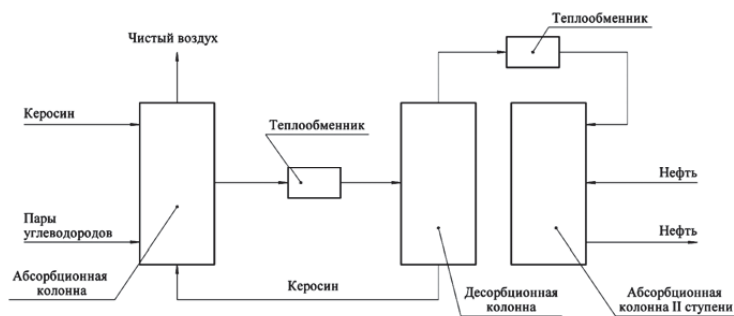 Теплообменник
Чистый воздух
Керосин
Теплообменник
Нефть
Пары
углеводородов
Нефть
Абсорбционная
колонна
Керосин
Десорбционная
колонна
Абсорбционная
колонна II ступени